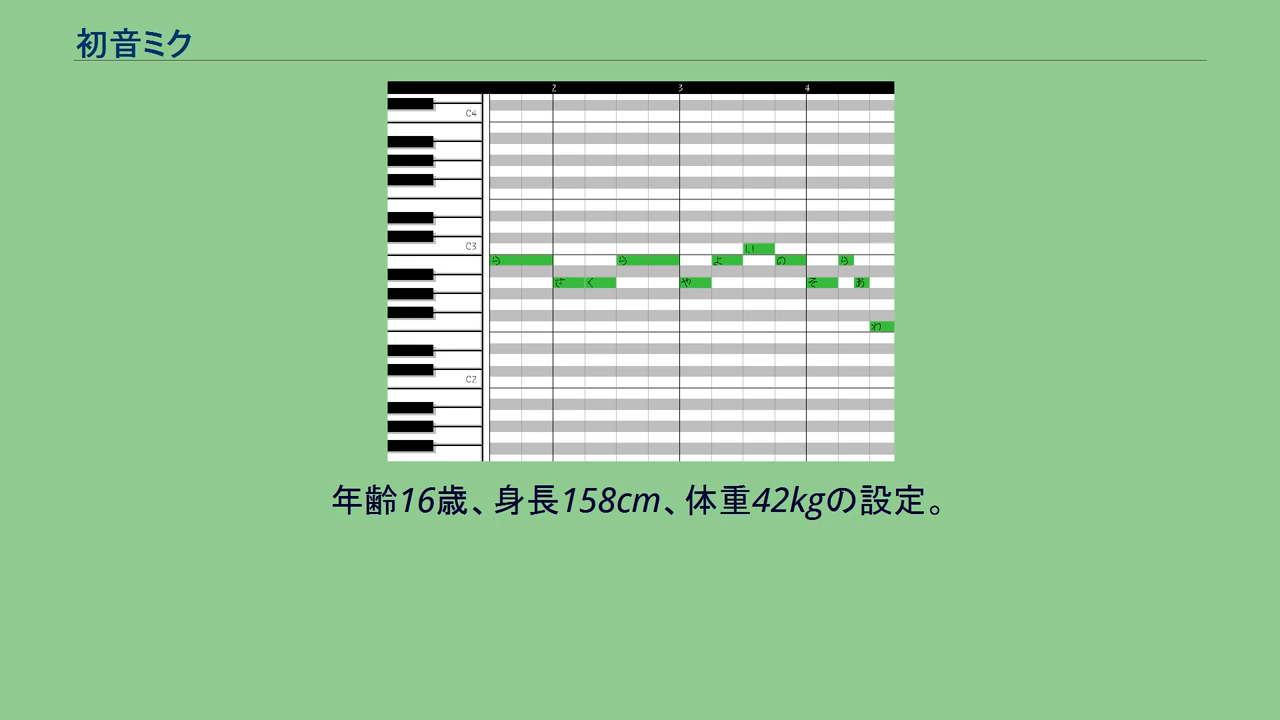 初音ミク
2 3 4
C4
い
C3
ら ら よ の ら
さ く や そ あ
わ
C2
年齢16歳、身長158cm、体重42kgの設定。